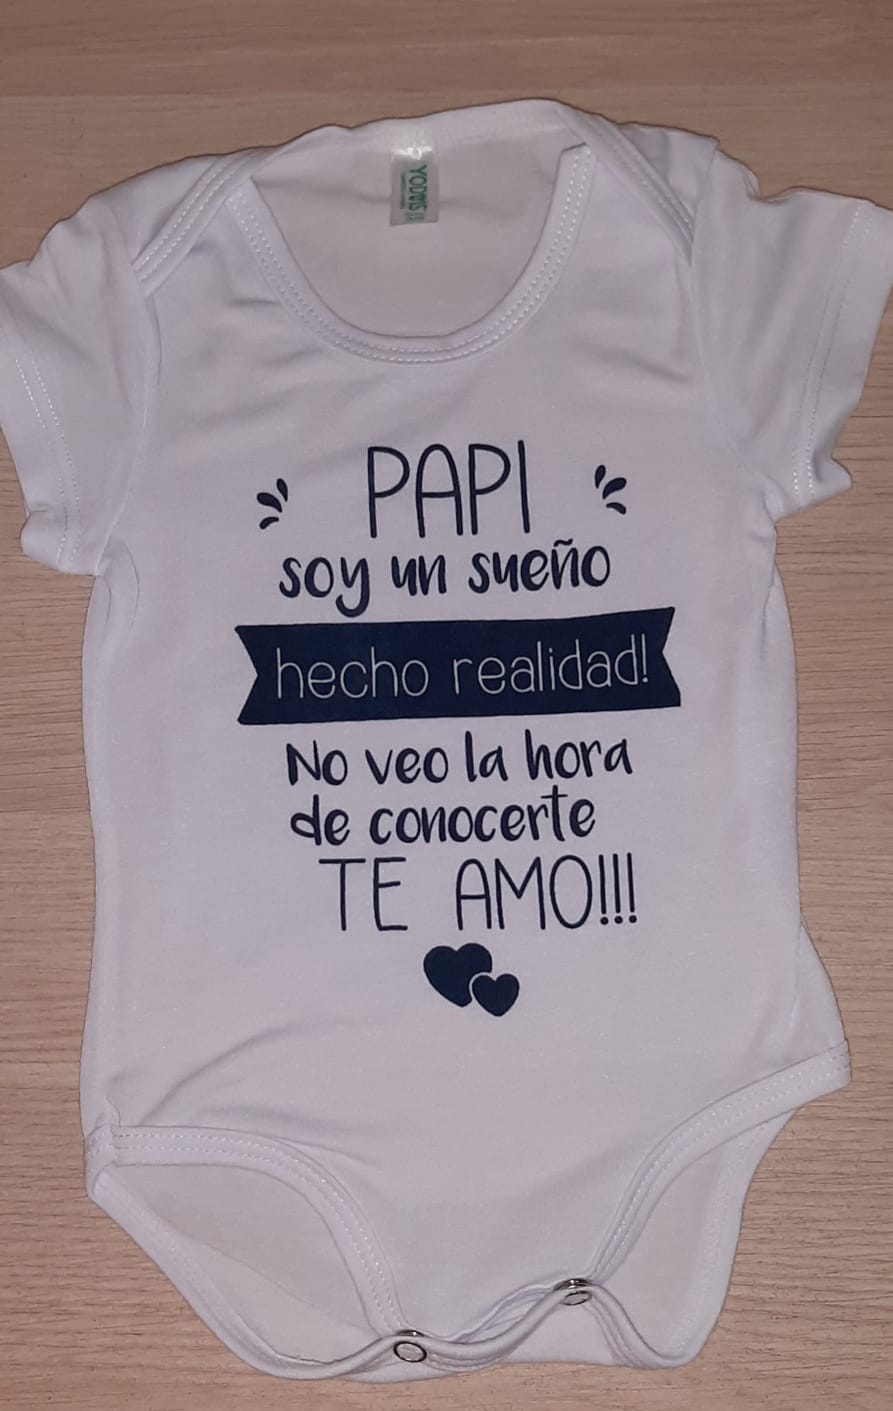 PAPI
soy un sueño
hecho realidad!
No veo la hora
de conocerte
TE AMO!!!